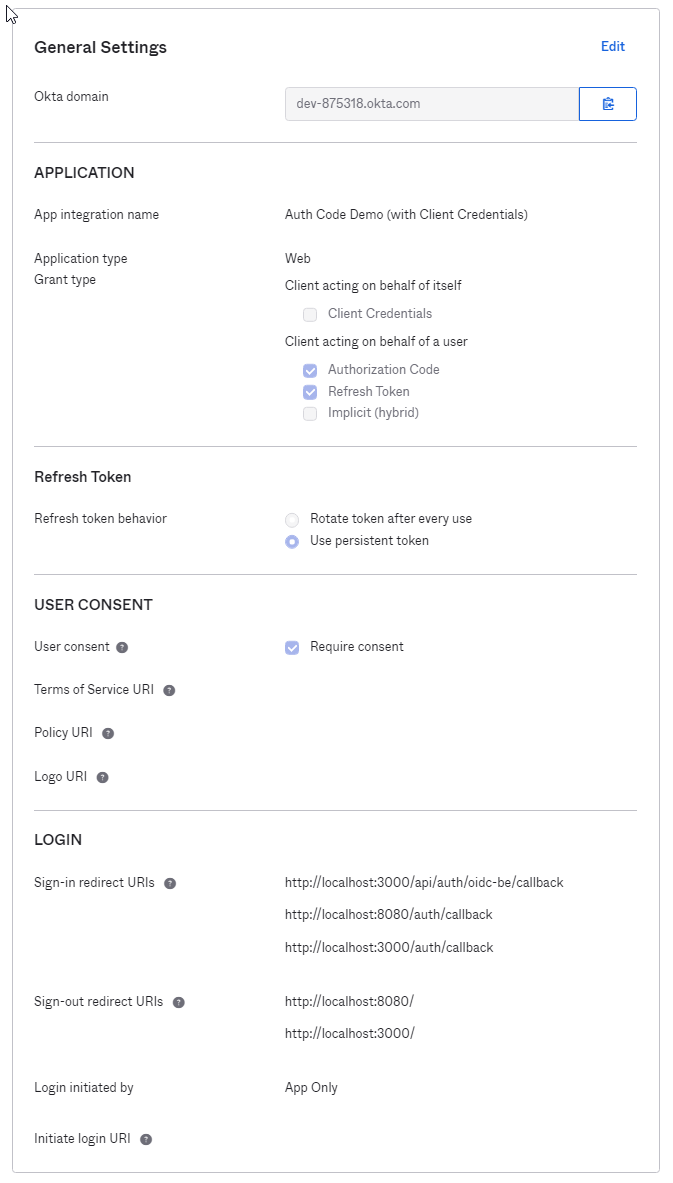 General Settings
Edit
Okta domain
dev-875318.okta.com
APPLICATION
App integration name
Auth Code Demo (with Client Credentials)
Application type
Web
Grant type
Client acting on behalf of itself
Client Credentials
Client acting on behalf of a user
Authorization Code
Refresh Token
Implicit (hybrid)
Refresh Token
Refresh token behavior
Rotate token after every use
Use persistent token
USER CONSENT
User consent ?
Require consent
Terms of Service URI ?
Policy URI ?
Logo URI ?
LOGIN
Sign-in redirect URIs ?
http://localhost:3000/api/auth/oidc-be/callback
http://localhost:8080/auth/callback
http://localhost:3000/auth/callback
Sign-out redirect URIs ?
http://localhost:8080/
http://localhost:3000/
Login initiated by
App Only
Initiate login URI ?